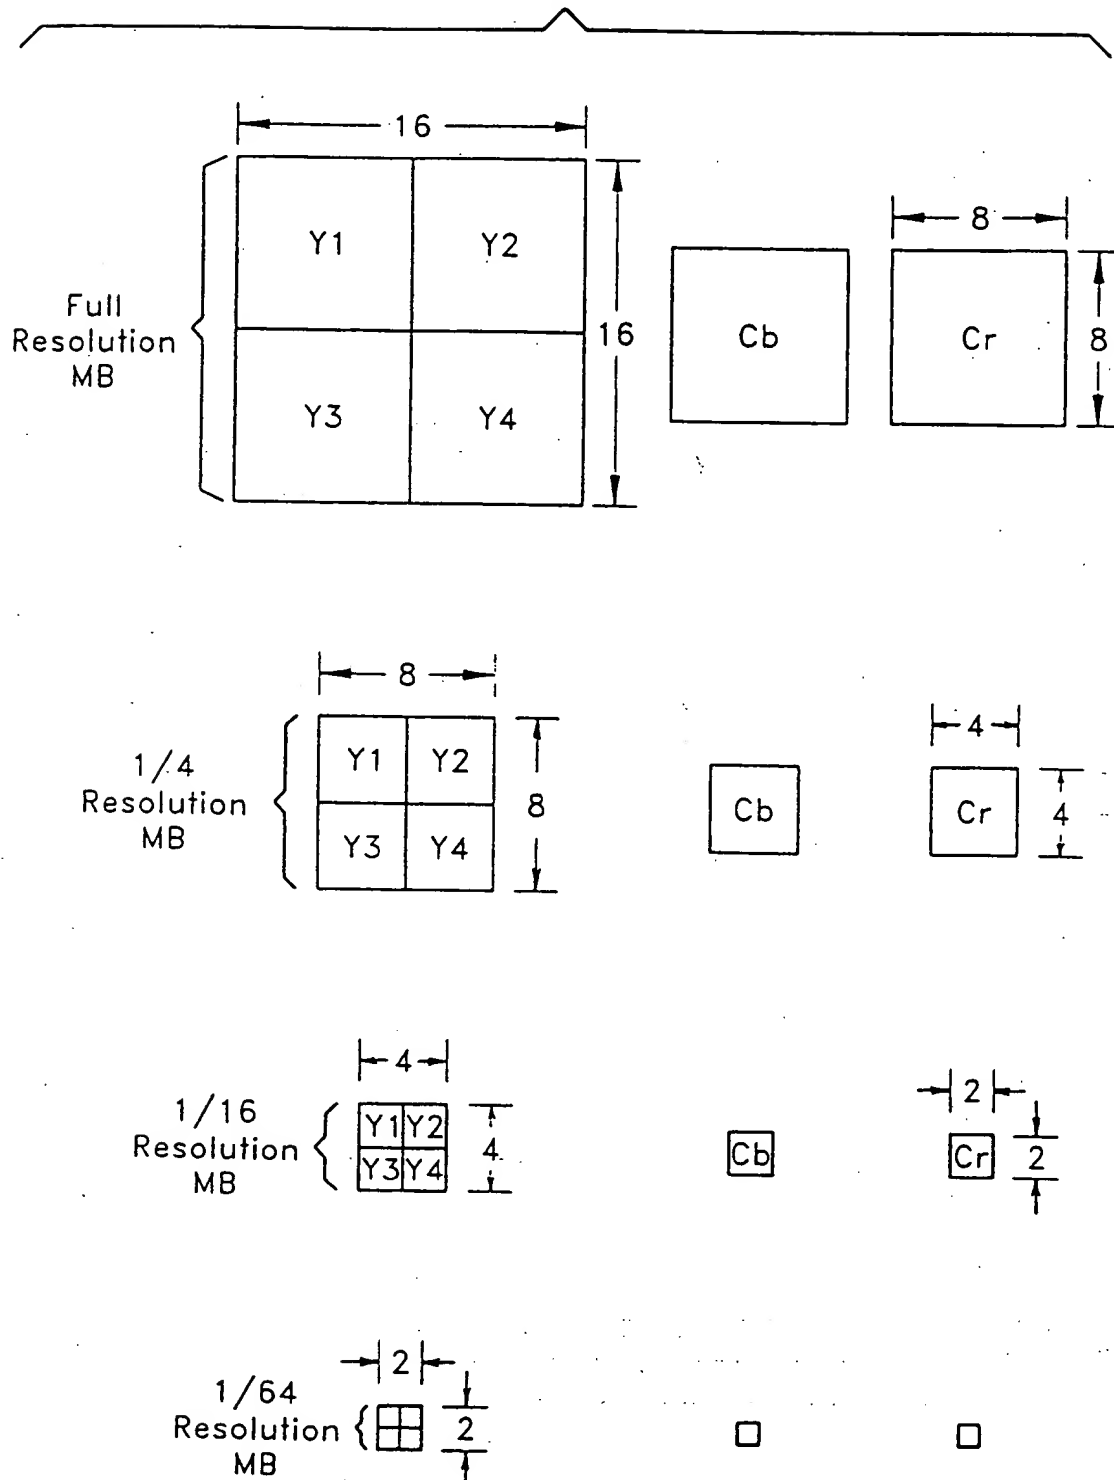 16
Y1 Y2
Y3 Y4
Full
Resolution
MB
16
Cb
8
Cr
8
8
Y1 Y2
Y3 Y4
1/4
Resolution
MB
8
Cb
4
Cr
4
4
Y1 Y2
Y3 Y4
1/16
Resolution
MB
4
Cb
2
Cr
2
2
1/64
Resolution
MB
2